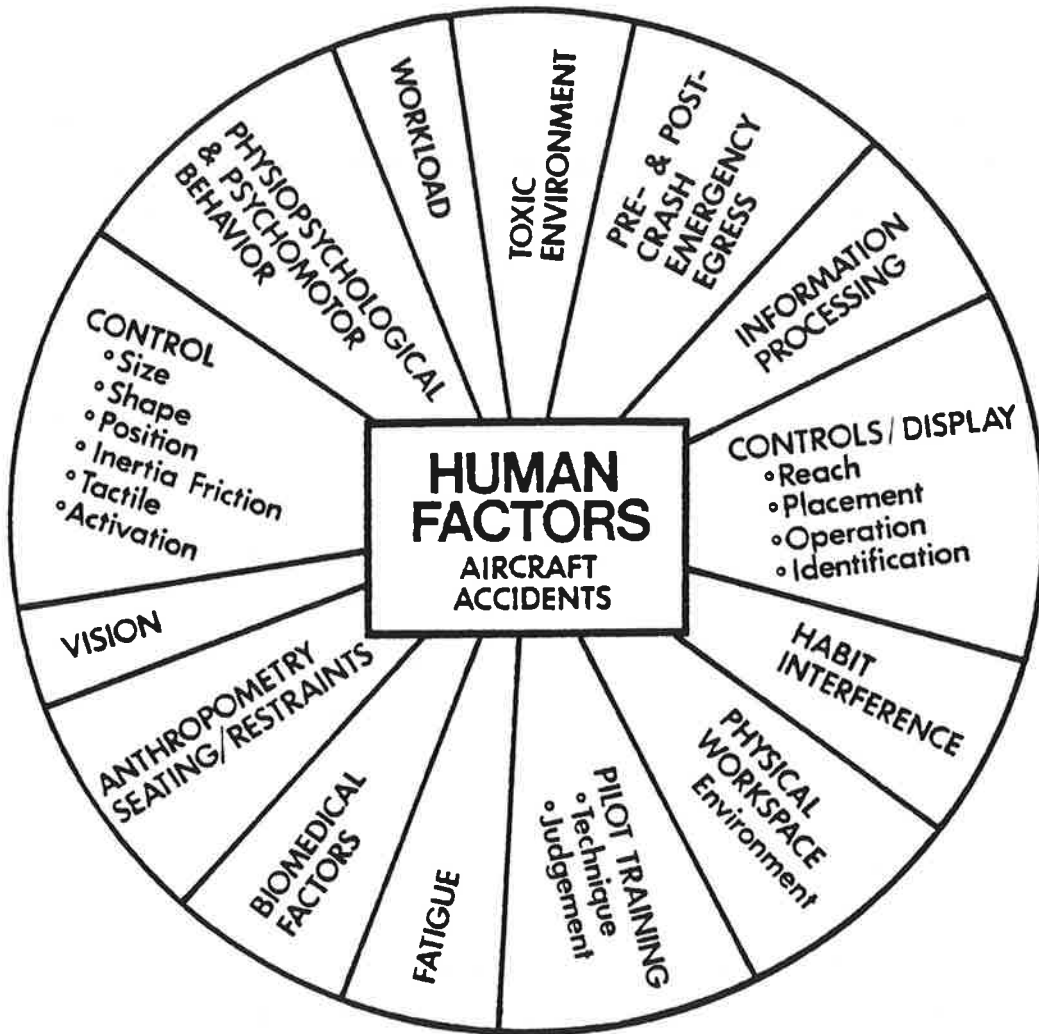 HUMAN
FACTORS
AIRCRAFT
ACCIDENTS
TOXIC
ENVIRONMENT
PRE- & POST-
CRASH
EMERGENCY
EGRESS
INFORMATION
PROCESSING
CONTROLS/DISPLAY
• Reach
• Placement
• Operation
• Identification
HABIT
INTERFERENCE
PHYSICAL
WORKSPACE
Environment
PILOT TRAINING
• Technique
• Judgement
FATIGUE
BIOMEDICAL
FACTORS
ANTHROPOMETRY
SEATING/RESTRAINTS
VISION
CONTROL
• Size
• Shape
• Position
• Inertia Friction
• Tactile
• Activation
PHYSIOPSYCHOLOGICAL
& PSYCHOMOTOR
BEHAVIOR
WORKLOAD